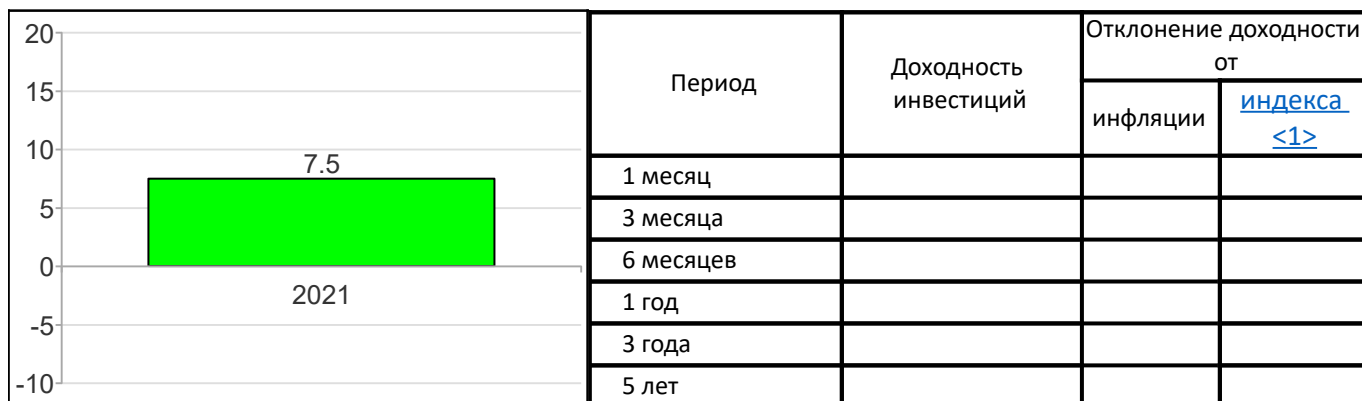 20
15
10
5
0
-5
-10
7.5
2021
Период
Доходность
инвестиций
Отклонение доходности
от
инфляции
индекса
<1>
1 месяц
3 месяца
6 месяцев
1 год
3 года
5 лет